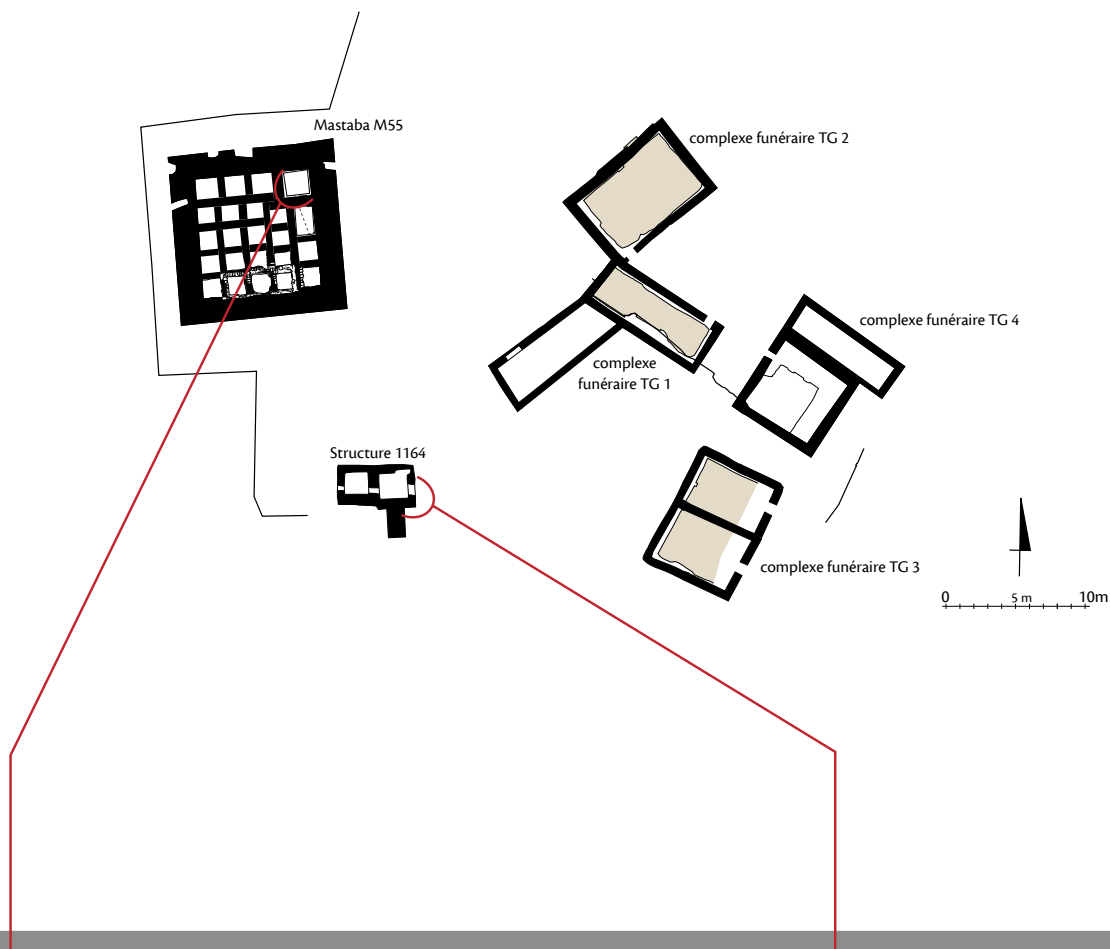 Mastaba M55
complexe funéraire TG 2
complexe funéraire TG 4
complexe
funéraire TG 1
Structure 1164
complexe funéraire TG 3
0 5 m 10m